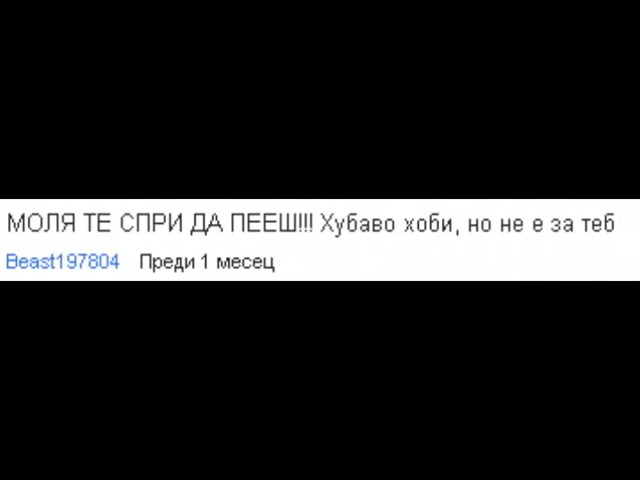 МОЛЯ ТЕ СПРИ ДА ПЕЕШ!!! Хубаво хоби, но не е за теб
Beast197804 Преди 1 месец